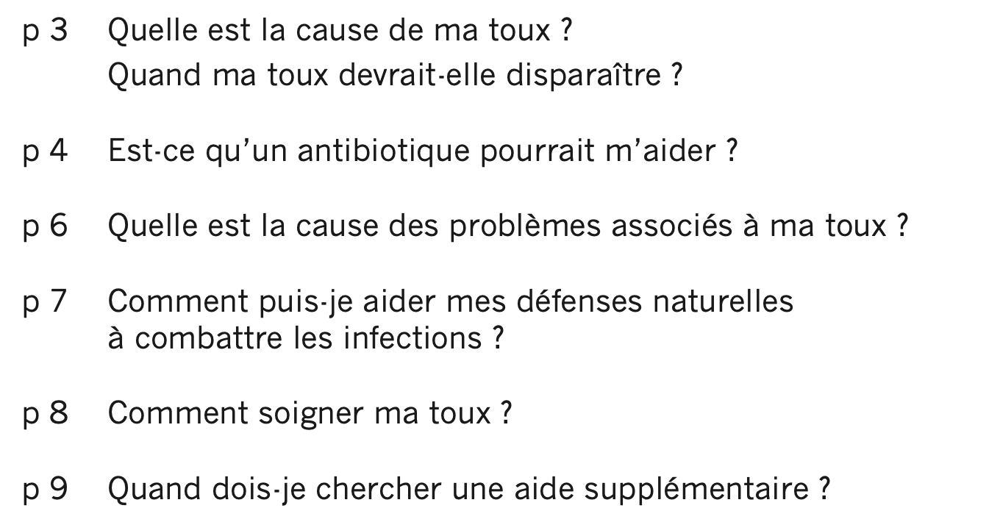 p 3 Quelle est la cause de ma toux ?
Quand ma toux devrait-elle disparaître ?
p 4 Est-ce qu’un antibiotique pourrait m’aider ?
p 6 Quelle est la cause des problèmes associés à ma toux ?
p 7 Comment puis-je aider mes défenses naturelles
à combattre les infections ?
p 8 Comment soigner ma toux ?
p 9 Quand dois-je chercher une aide supplémentaire ?